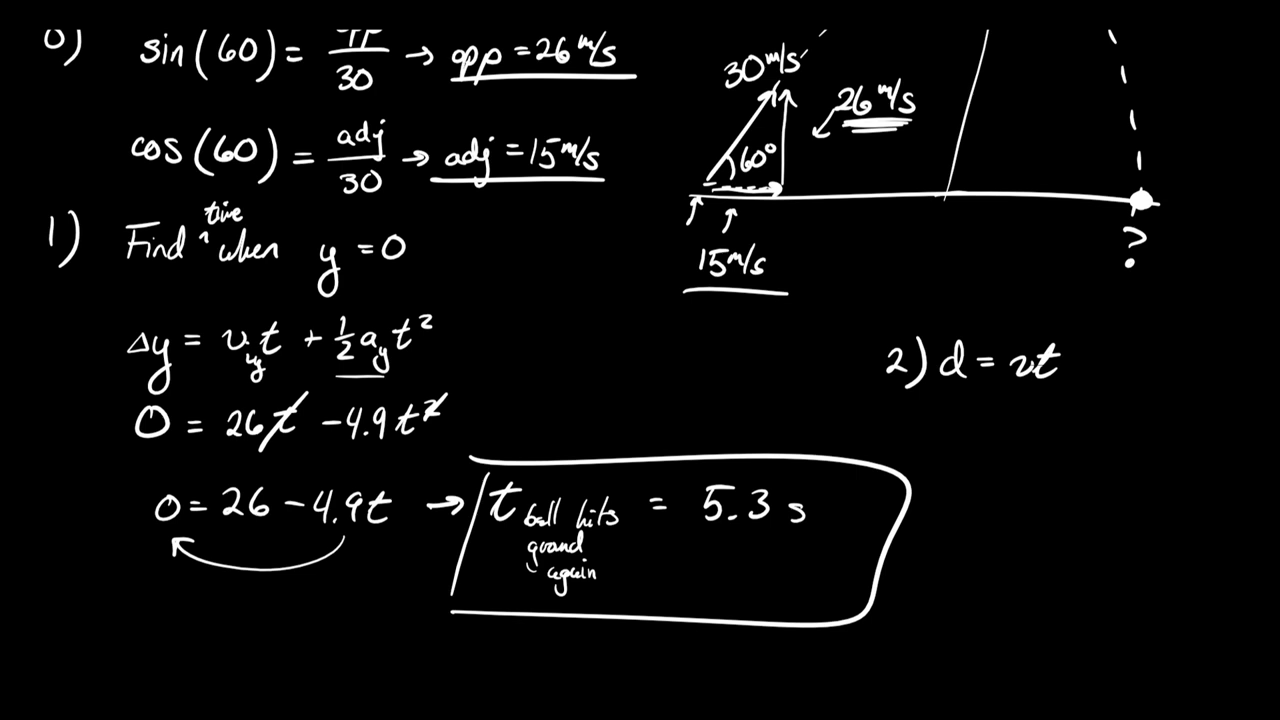 0) sin(60) = opp/30 → opp = 26 m/s
cos(60) = adj/30 → adj = 15 m/s
1) Find time when y = 0
Δy = v_iy t + 1/2 a_y t²
0 = 26t - 4.9t²
0 = 26 - 4.9t → t ball hits = 5.3 s
ground
again
30 m/s
26 m/s
60°
15 m/s
?
2) d = vt